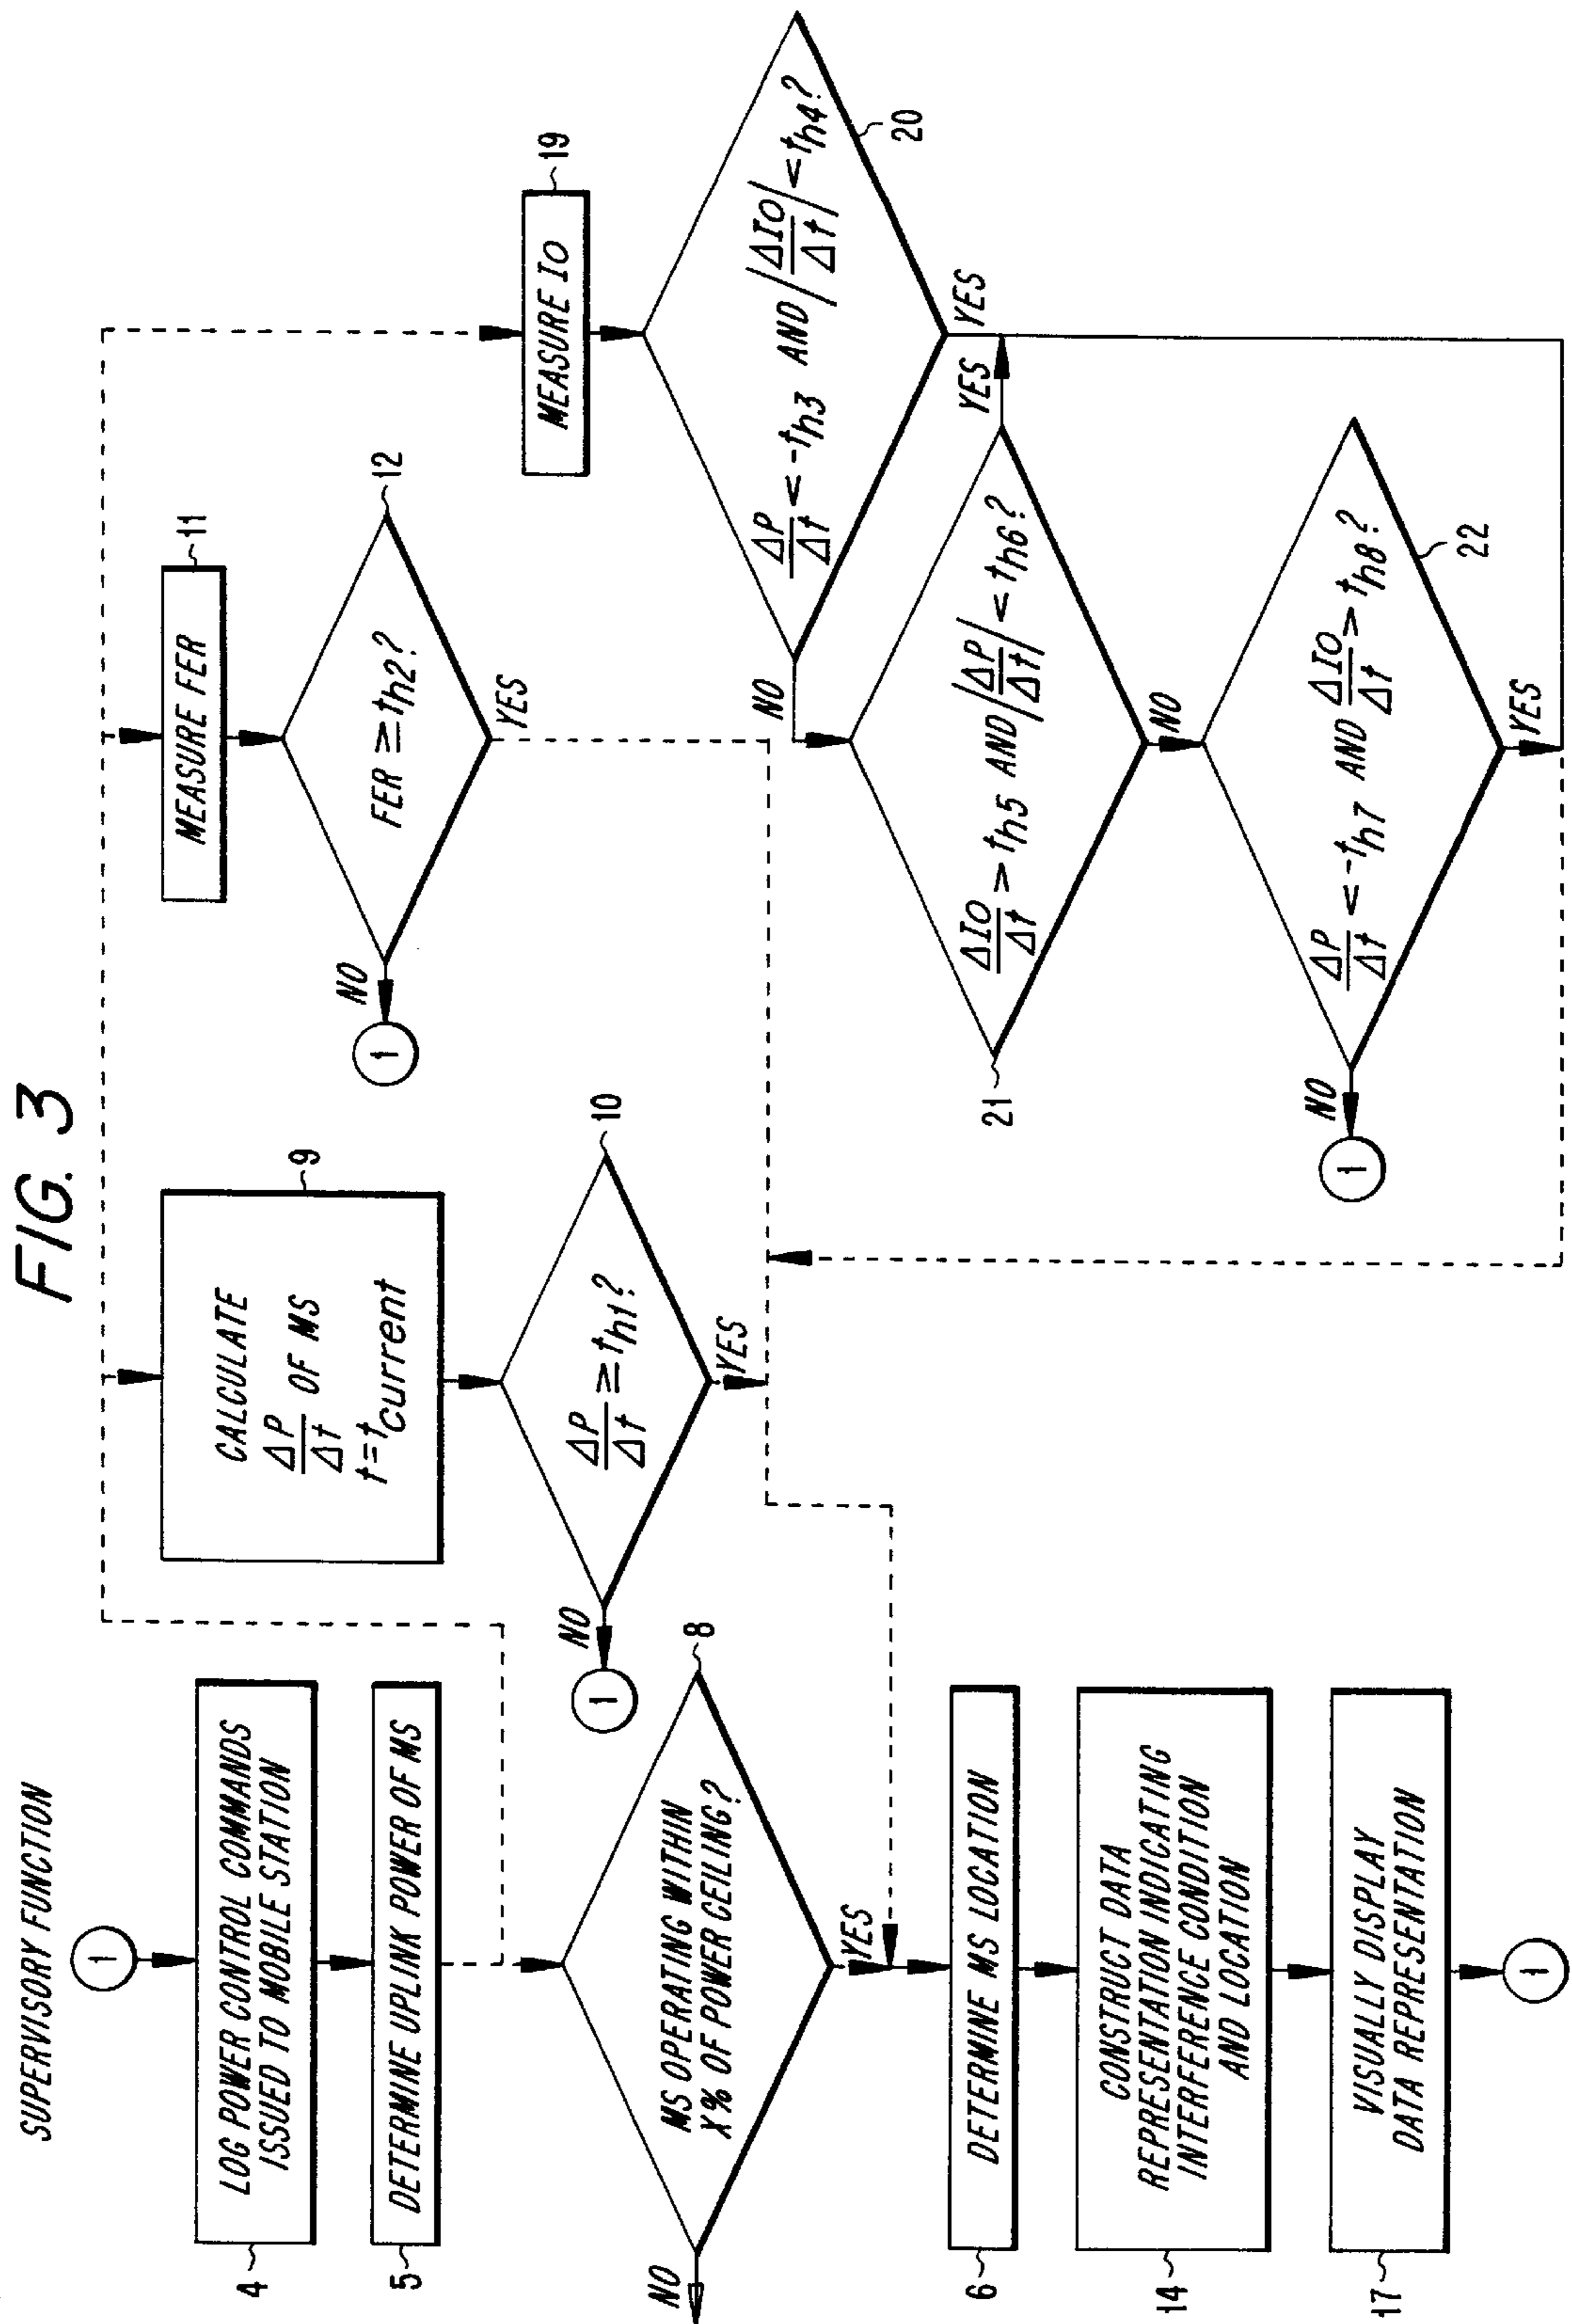 FIG. 3
SUPERVISORY FUNCTION
1
LOG POWER CONTROL COMMANDS
ISSUED TO MOBILE STATION
4
DETERMINE UPLINK POWER OF MS
5
MS OPERATING WITHIN
X% OF POWER CEILING?
8
NO
YES
DETERMINE MS LOCATION
6
CONSTRUCT DATA
REPRESENTATION INDICATING
INTERFERENCE CONDITION
AND LOCATION
14
VISUALLY DISPLAY
DATA REPRESENTATION
17
1
CALCULATE
ΔP/Δt OF MS
t=tcurrent
9
ΔP/Δt ≥ th1?
10
NO
1
YES
MEASURE FER
11
FER ≥ th2?
12
NO
1
YES
MEASURE IO
19
ΔP/Δt < -th3 AND |ΔIO/Δt| < th4?
20
NO
YES
ΔIO/Δt > th5 AND |ΔP/Δt| < th6?
21
YES
NO
ΔP/Δt < -th7 AND ΔIO/Δt > th8?
22
NO
1
YES